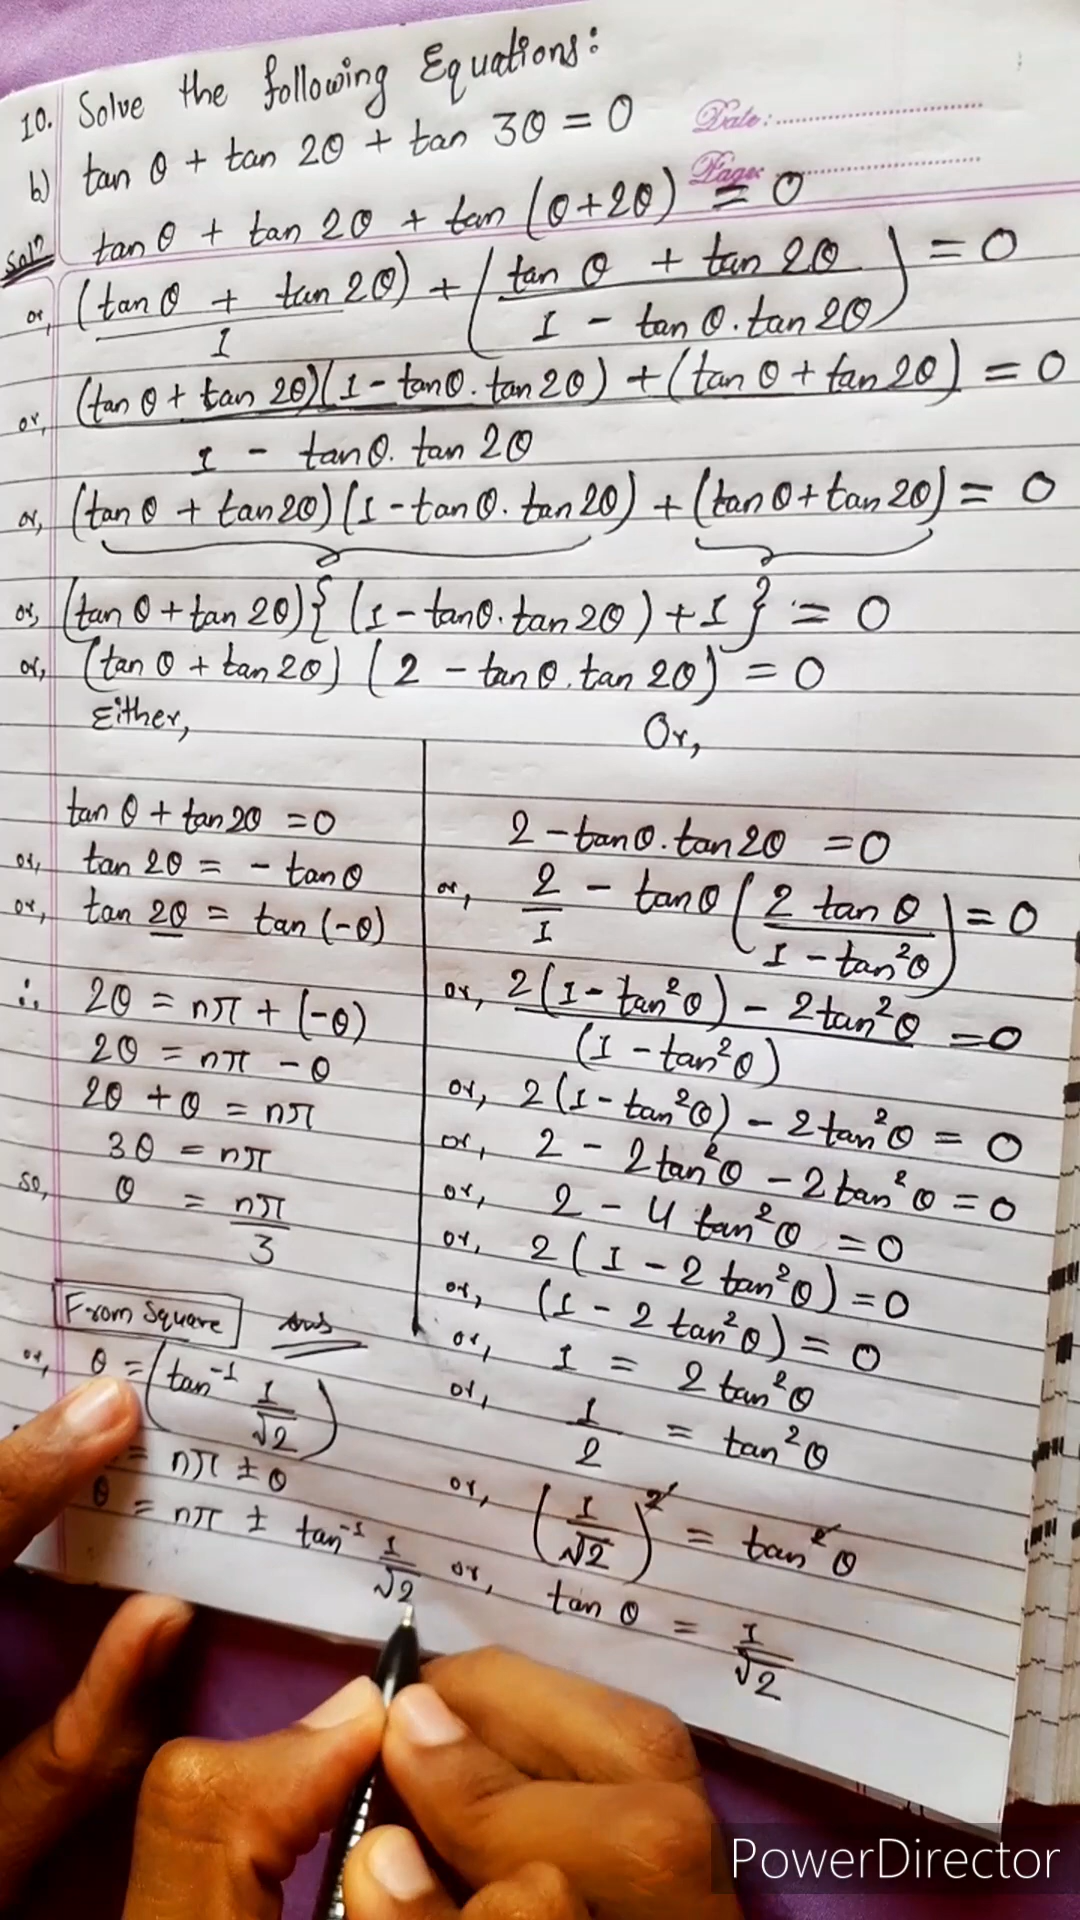 10. Solve the following Equations:
b) tan θ + tan 2θ + tan 3θ = 0
Date:
Page:
Solⁿ tan θ + tan 2θ + tan (θ+2θ) = 0
or, (tan θ + tan 2θ)/1 + ((tan θ + tan 2θ)/(1 - tan θ.tan 2θ)) = 0
or, ((tan θ + tan 2θ)(1 - tan θ.tan 2θ) + (tan θ + tan 2θ))/(1 - tan θ.tan 2θ) = 0
or, (tan θ + tan 2θ)(1 - tan θ.tan 2θ) + (tan θ + tan 2θ) = 0
or, (tan θ + tan 2θ){(1 - tan θ.tan 2θ) + 1} = 0
or, (tan θ + tan 2θ) (2 - tan θ.tan 2θ) = 0
Either,
tan θ + tan 2θ = 0
or, tan 2θ = - tan θ
or, tan 2θ = tan (-θ)
∴ 2θ = nπ + (-θ)
2θ = nπ - θ
2θ + θ = nπ
3θ = nπ
so, θ = nπ/3
Ans
Or,
2 - tan θ.tan 2θ = 0
or, 2/1 - tan θ (2 tan θ/(1 - tan²θ)) = 0
or, (2(1 - tan²θ) - 2tan²θ)/(1 - tan²θ) = 0
or, 2(1 - tan²θ) - 2tan²θ = 0
or, 2 - 2tan²θ - 2tan²θ = 0
or, 2 - 4 tan²θ = 0
or, 2(1 - 2 tan²θ) = 0
or, (1 - 2 tan²θ) = 0
or, 1 = 2 tan²θ
or, 1/2 = tan²θ
or, (1/√2)² = tan²θ
or, tan θ = 1/√2
From square
or, θ = (tan⁻¹ 1/√2)
= nπ ± θ
θ = nπ ± tan⁻¹ 1/√2
PowerDirector